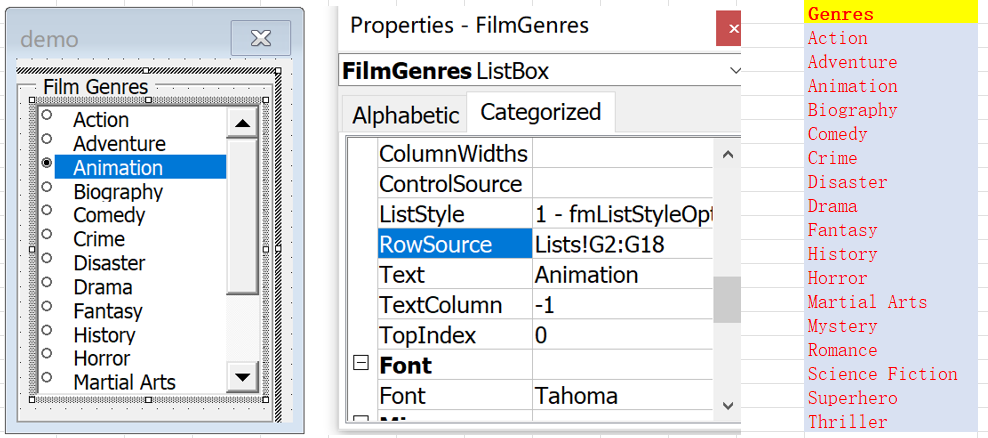 demo
Film Genres
Action
Adventure
Animation
Biography
Comedy
Crime
Disaster
Drama
Fantasy
History
Horror
Martial Arts
Properties - FilmGenres
FilmGenres ListBox
Alphabetic Categorized
ColumnWidths
ControlSource
ListStyle 1 - fmListStyleOpt
RowSource Lists!G2:G18
Text Animation
TextColumn -1
TopIndex 0
Font
Font Tahoma
Genres
Action
Adventure
Animation
Biography
Comedy
Crime
Disaster
Drama
Fantasy
History
Horror
Martial Arts
Mystery
Romance
Science Fiction
Superhero
Thriller